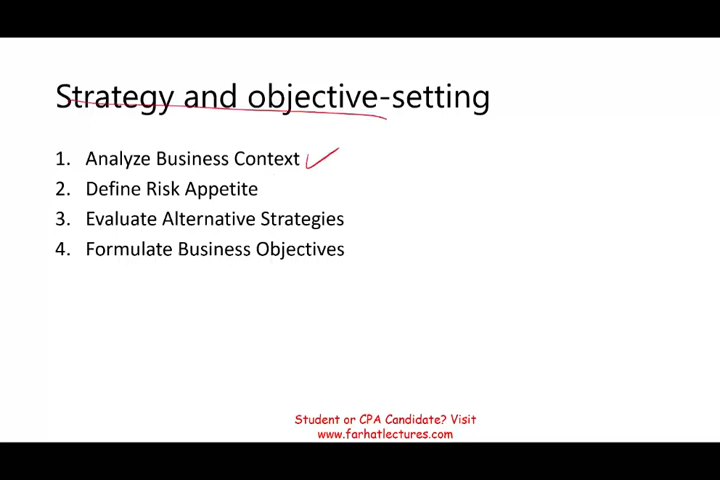 Strategy and objective-setting
1. Analyze Business Context
2. Define Risk Appetite
3. Evaluate Alternative Strategies
4. Formulate Business Objectives
Student or CPA Candidate? Visit
www.farhatlectures.com